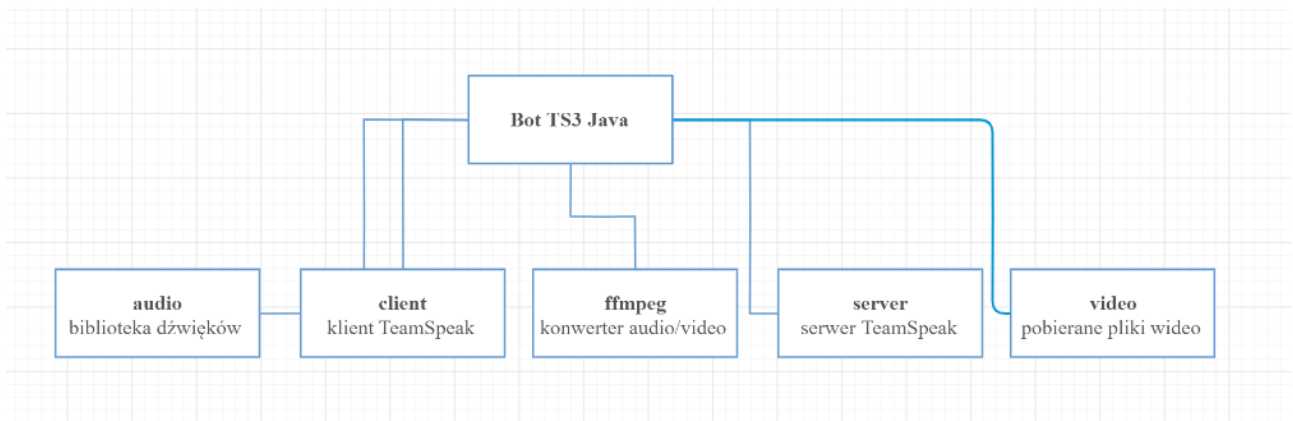 Bot TS3 Java
audio
biblioteka dźwięków
client
klient TeamSpeak
ffmpeg
konwerter audio/video
server
serwer TeamSpeak
video
pobierane pliki wideo